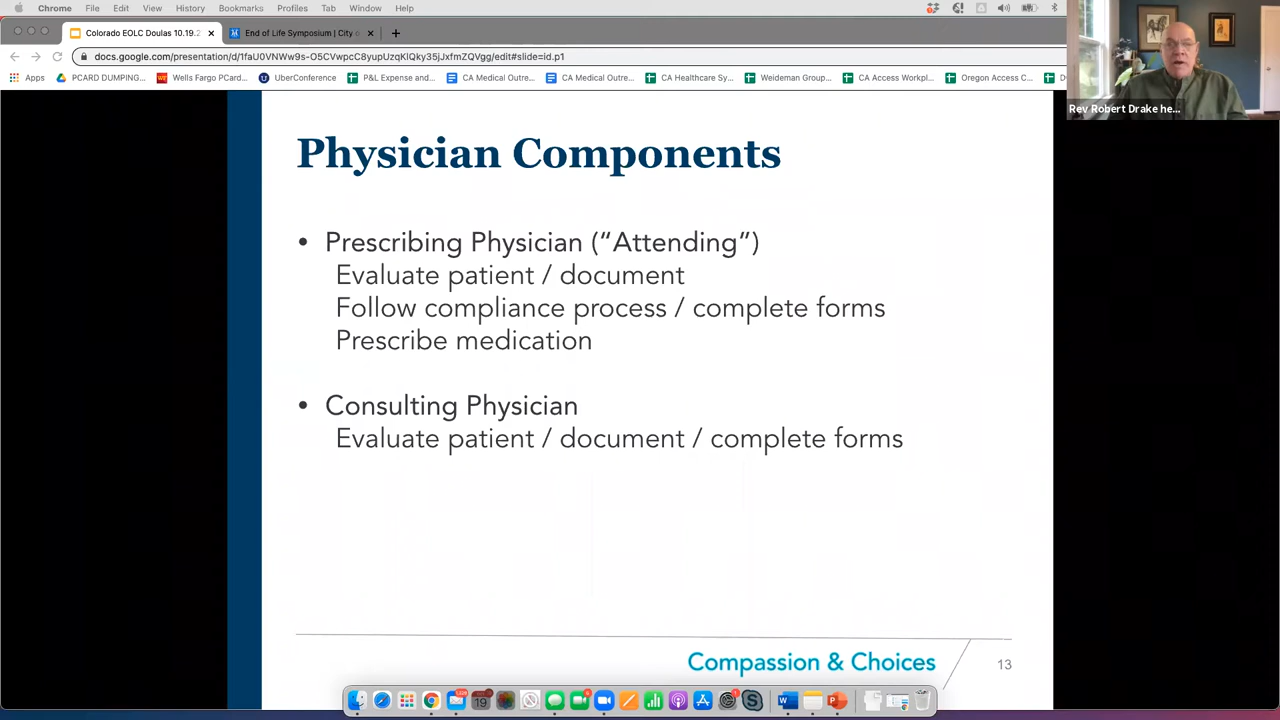 Chrome File Edit View History Bookmarks Profiles Tab Window Help
Colorado EOLC Doulas 10.19.2
End of Life Symposium | City o
docs.google.com/presentation/d/1faU0VNWw9s-O5CVwpcC8yupUzqKlQky35jJxfmZQVgg/edit#slide=id.p1
Apps PCARD DUMPING... Wells Fargo PCard... UberConference P&L Expense and... CA Medical Outre... CA Medical Outre... CA Healthcare Sy... Weideman Group... CA Access Workpl... Oregon Access C...
Rev Robert Drake he...
Physician Components
• Prescribing Physician (“Attending”)
Evaluate patient / document
Follow compliance process / complete forms
Prescribe medication
• Consulting Physician
Evaluate patient / document / complete forms
Compassion & Choices
13
19